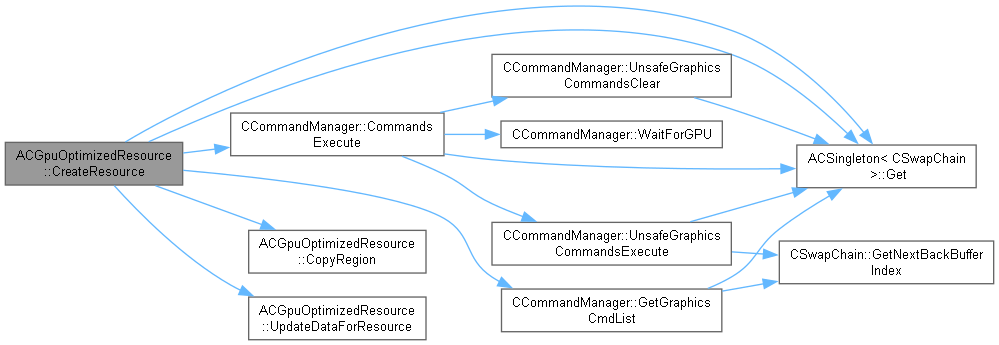 ACGpuOptimizedResource
::CreateResource
CCommandManager::Commands
Execute
ACGpuOptimizedResource
::CopyRegion
ACGpuOptimizedResource
::UpdateDataForResource
CCommandManager::UnsafeGraphics
CommandsClear
CCommandManager::WaitForGPU
CCommandManager::UnsafeGraphics
CommandsExecute
CCommandManager::GetGraphics
CmdList
ACSingleton< CSwapChain
>::Get
CSwapChain::GetNextBackBuffer
Index